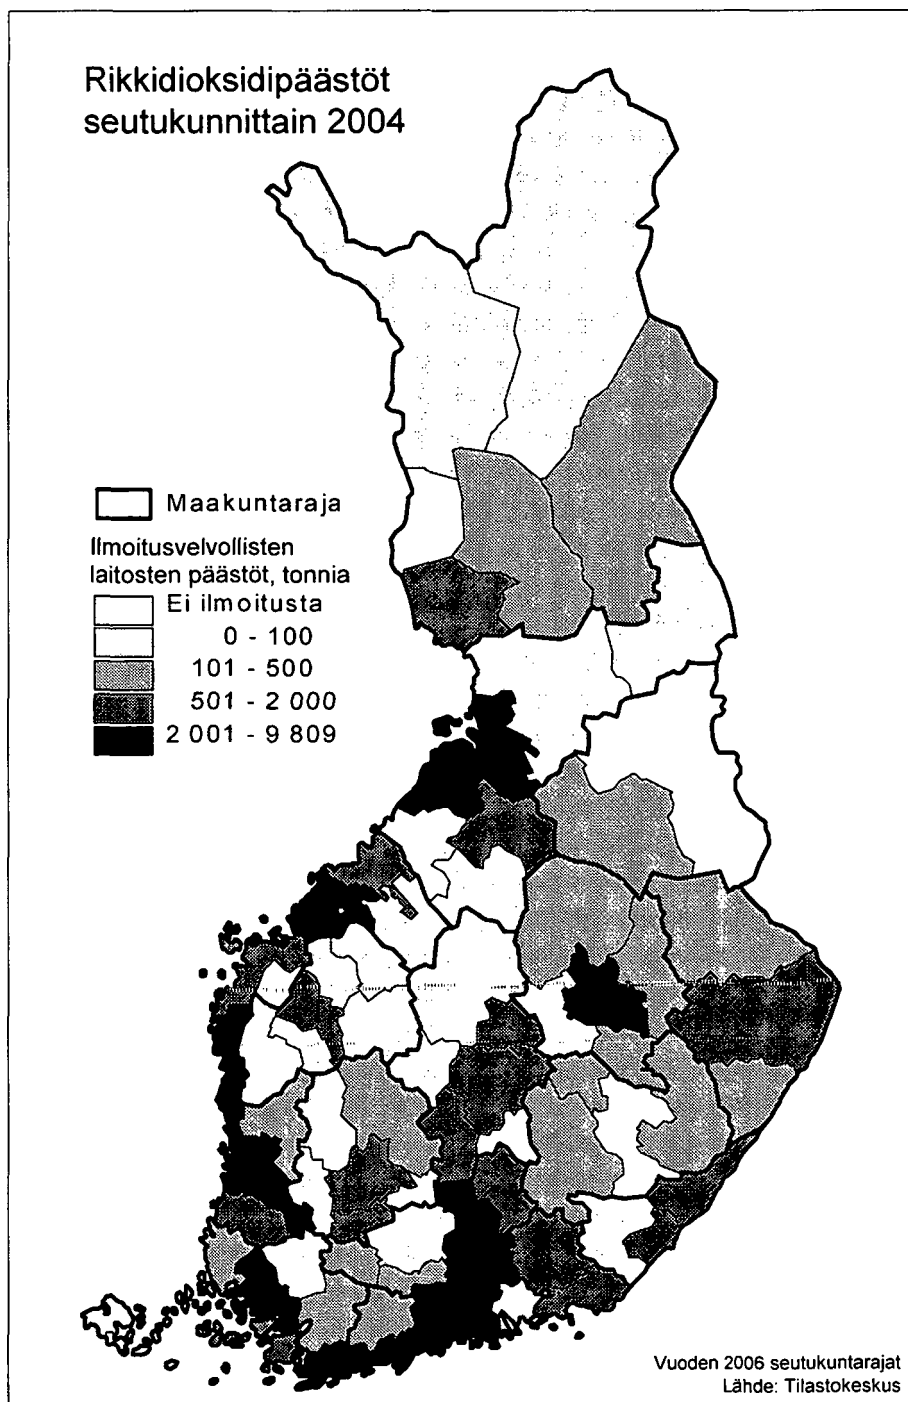 Rikkidioksidipäästöt
seutukunnittain 2004
Maakuntaraja
Ilmoitusvelvollisten
laitosten päästöt, tonnia
Ei ilmoitusta
0 - 100
101 - 500
501 - 2 000
2 001 - 9 809
Vuoden 2006 seutukuntarajat
Lähde: Tilastokeskus